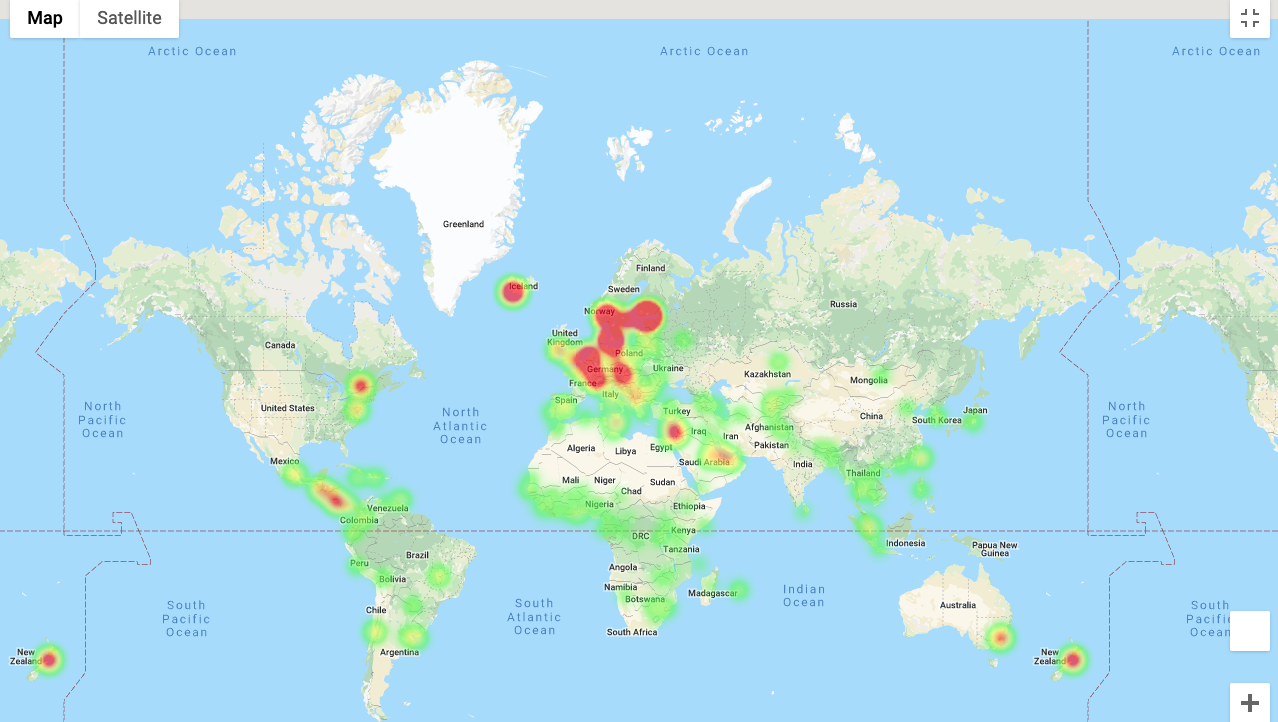 Map
Satellite
Arctic Ocean
Arctic Ocean
Arctic Ocean
Greenland
Iceland
Finland
Sweden
Norway
Russia
United
Kingdom
Canada
Poland
Germany
Ukraine
Kazakhstan
Mongolia
France
Italy
Spain
United States
North
Pacific
Ocean
North
Atlantic
Ocean
Turkey
China
Japan
South Korea
North
Pacific
Ocean
Afghanistan
Iraq
Iran
Pakistan
Algeria
Libya
Egypt
Mexico
Saudi Arabia
India
Thailand
Mali
Niger
Chad
Sudan
Nigeria
Ethiopia
Venezuela
Colombia
Kenya
DRC
Indonesia
Papua New
Guinea
Tanzania
Brazil
Peru
Bolivia
Angola
Namibia
Botswana
Madagascar
Indian
Ocean
South
Pacific
Ocean
Chile
South
Atlantic
Ocean
Australia
South
Pacific
Ocean
South Africa
Argentina
New
Zealand
New
Zealand